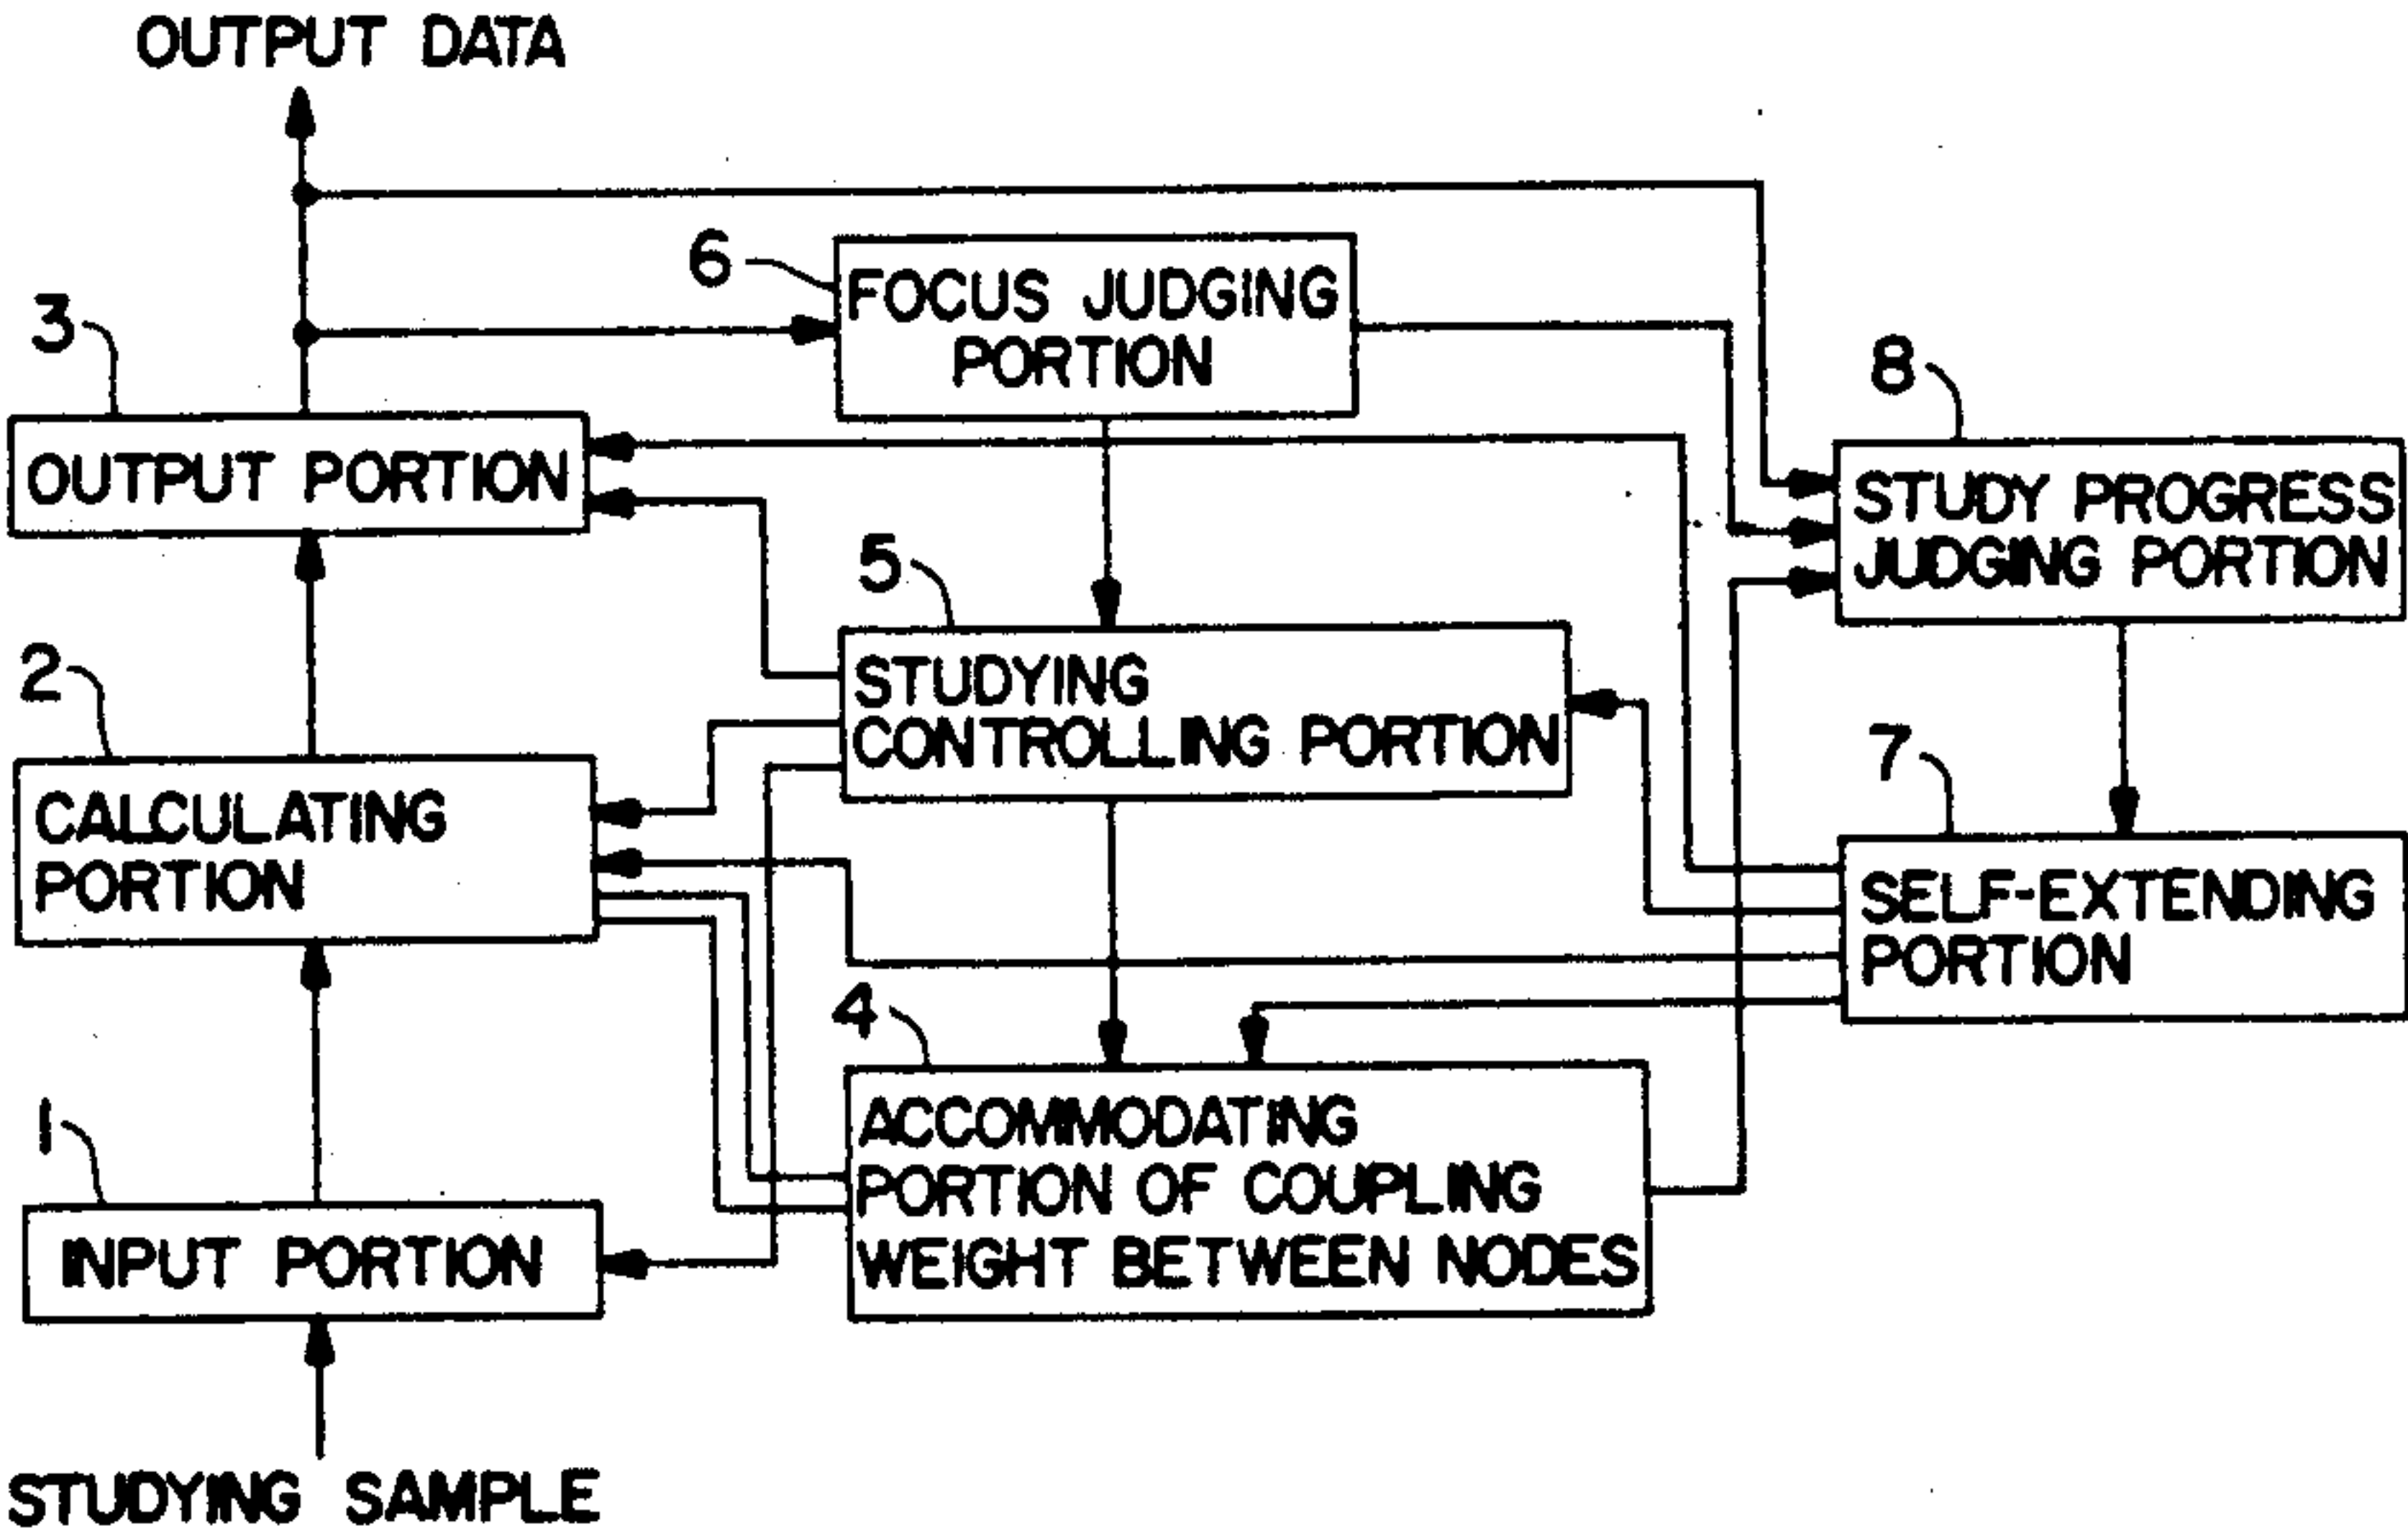 OUTPUT DATA
6
FOCUS JUDGING
PORTION
3
OUTPUT PORTION
8
STUDY PROGRESS
JUDGING PORTION
5
STUDYING
CONTROLLING PORTION
2
CALCULATING
PORTION
7
SELF-EXTENDING
PORTION
4
ACCOMMODATING
PORTION OF COUPLING
WEIGHT BETWEEN NODES
1
INPUT PORTION
STUDYING SAMPLE